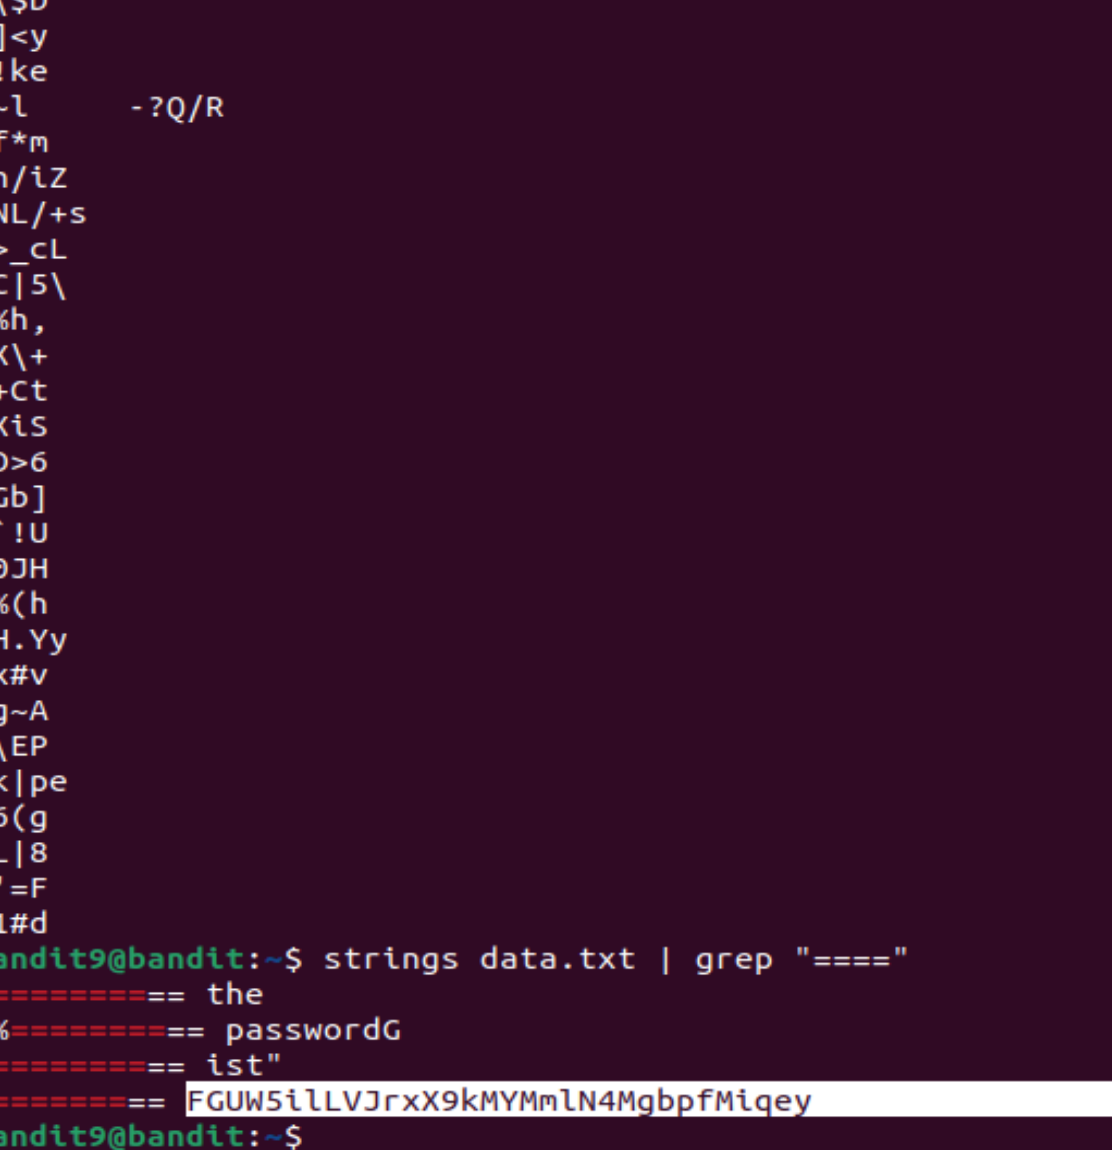 \$D
]<y
!ke
~l -?Q/R
f*m
n/iZ
NL/+s
>_cL
C|5\
%h,
X\+
+Ct
XiS
D>6
Gb]
`!U
0JH
%(h
H.Yy
x#v
g~A
\EP
k|pe
6(g
L|8
'=F
1#d
andit9@bandit:~$ strings data.txt | grep "===="
========== the
%========== passwordG
========== ist"
========= FGUW5ilLVJrxX9kMYMmlN4MgbpfMiqey
andit9@bandit:~$